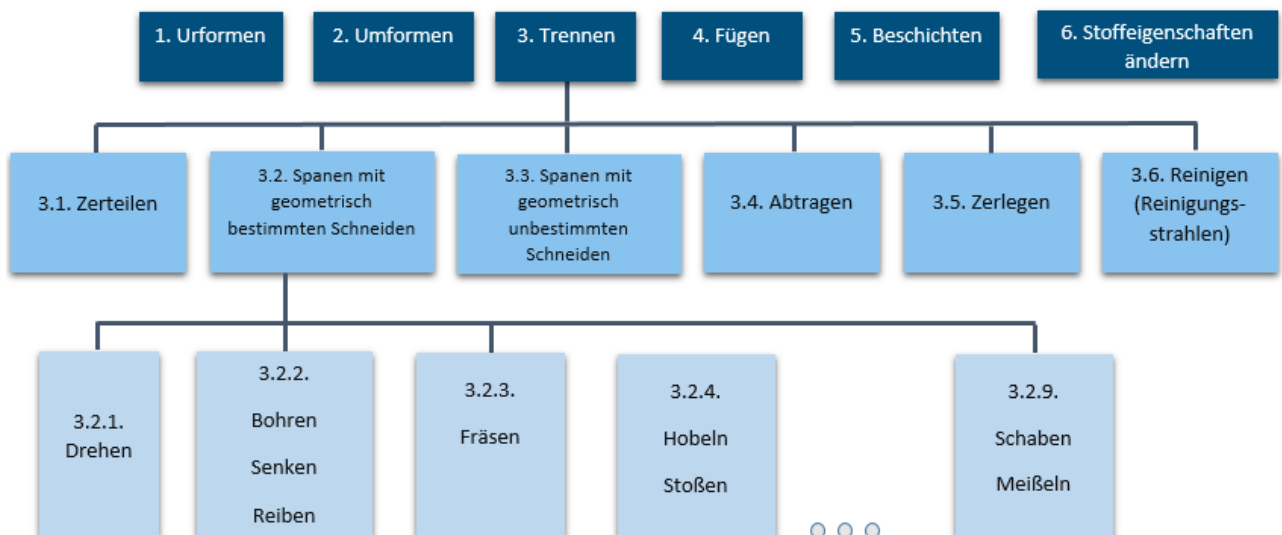 1. Urformen
2. Umformen
3. Trennen
4. Fügen
5. Beschichten
6. Stoffeigenschaften
ändern
3.1. Zerteilen
3.2. Spanen mit
geometrisch
bestimmten Schneiden
3.3. Spanen mit
geometrisch
unbestimmten
Schneiden
3.4. Abtragen
3.5. Zerlegen
3.6. Reinigen
(Reinigungs-
strahlen)
3.2.1.
Drehen
3.2.2.
Bohren
Senken
Reiben
3.2.3.
Fräsen
3.2.4.
Hobeln
Stoßen
3.2.9.
Schaben
Meißeln